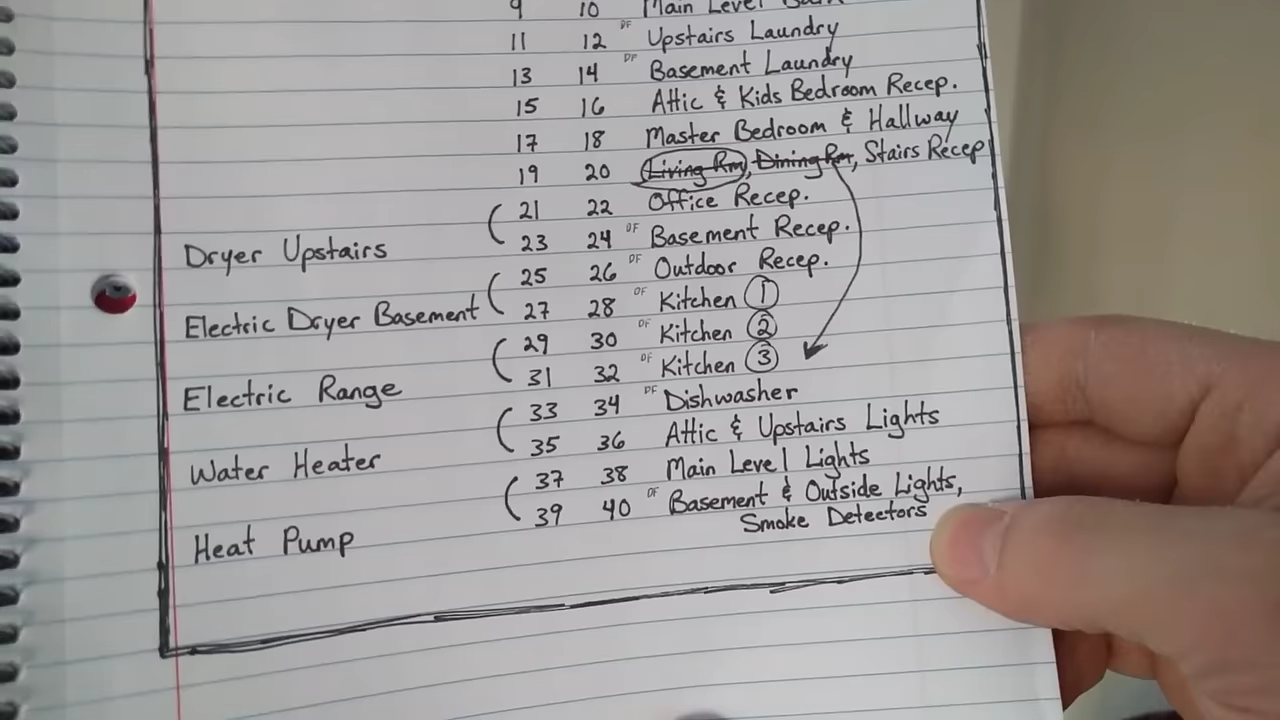 9 10 Main Level
11 12 DF Upstairs Laundry
13 14 DF Basement Laundry
15 16 Attic & Kids Bedroom Recep.
17 18 Master Bedroom & Hallway
19 20 Living Rm, Dining Rm, Stairs Recep
21 22 Office Recep.
Dryer Upstairs 23 24 DF Basement Recep.
25 26 DF Outdoor Recep.
Electric Dryer Basement 27 28 DF Kitchen 1
29 30 DF Kitchen 2
Electric Range 31 32 DF Kitchen 3
33 34 DF Dishwasher
Water Heater 35 36 Attic & Upstairs Lights
37 38 Main Level Lights
Heat Pump 39 40 DF Basement & Outside Lights,
Smoke Detectors